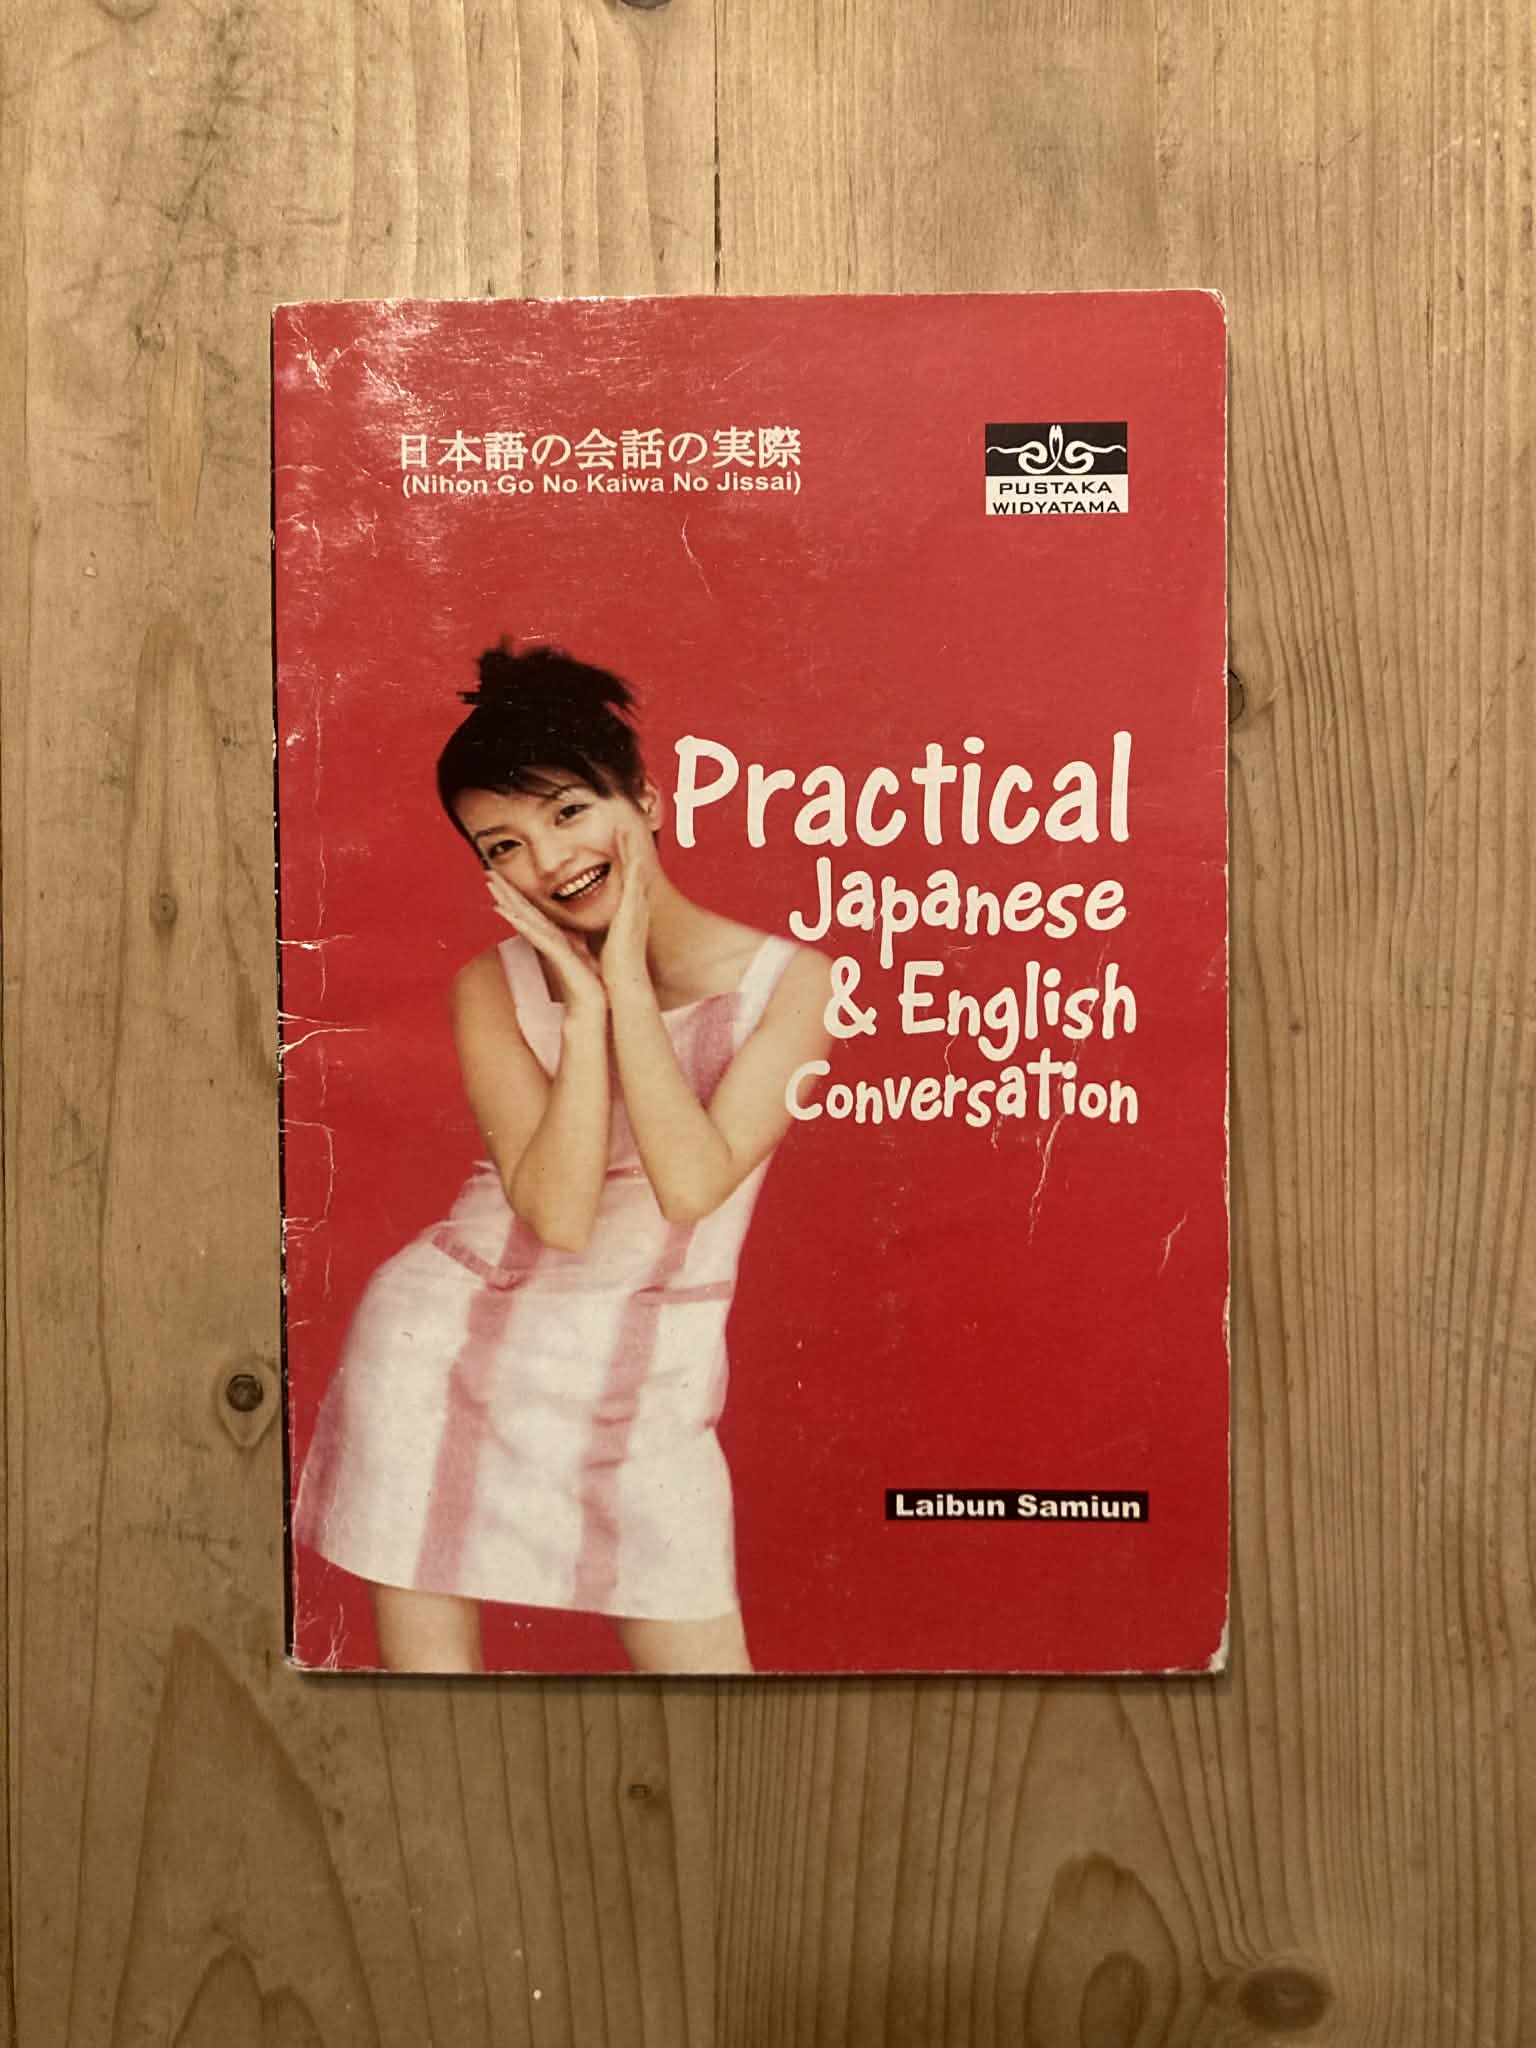 日本語の会話の実際
(Nihon Go No Kaiwa No Jissai)
PUSTAKA
WIDYATAMA
Practical
Japanese
& English
Conversation
Laibun Samiun